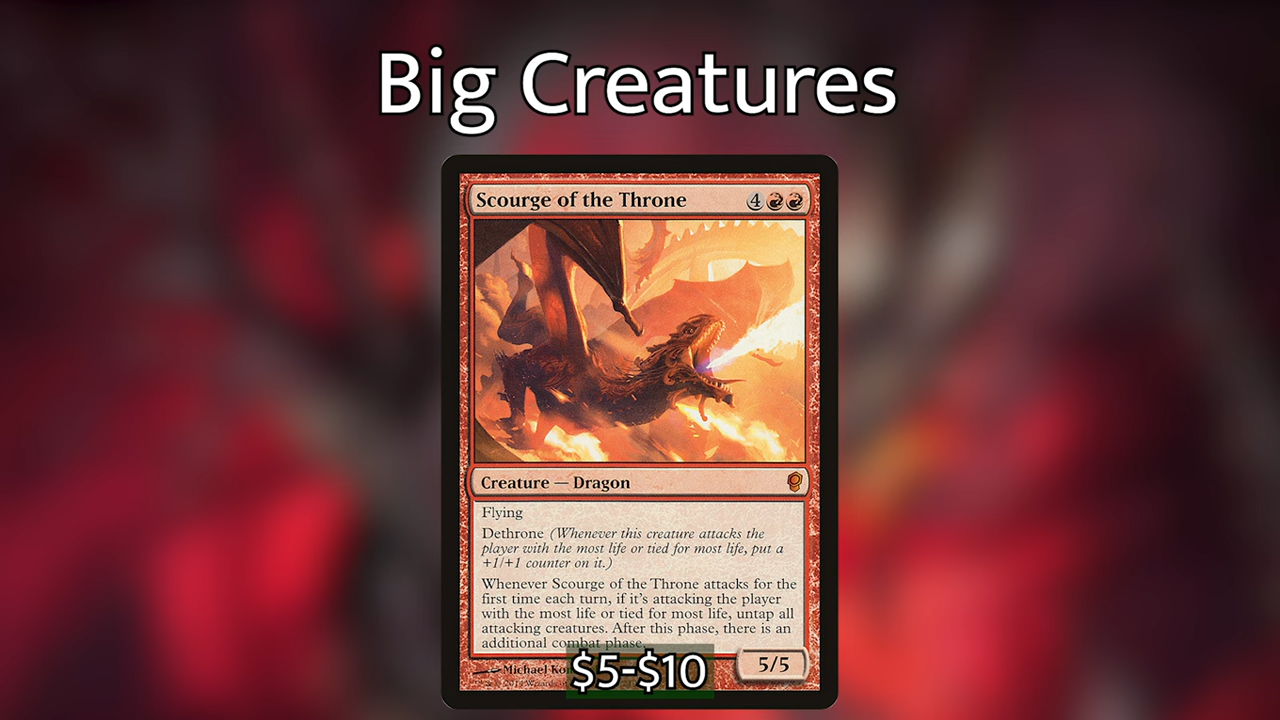 Big Creatures
Scourge of the Throne 4
Creature — Dragon
Flying
Dethrone (Whenever this creature attacks the
player with the most life or tied for most life, put a
+1/+1 counter on it.)
Whenever Scourge of the Throne attacks for the
first time each turn, if it's attacking the player
with the most life or tied for most life, untap all
attacking creatures. After this phase, there is an
additional combat phase.
5/5
Michael
$5-$10